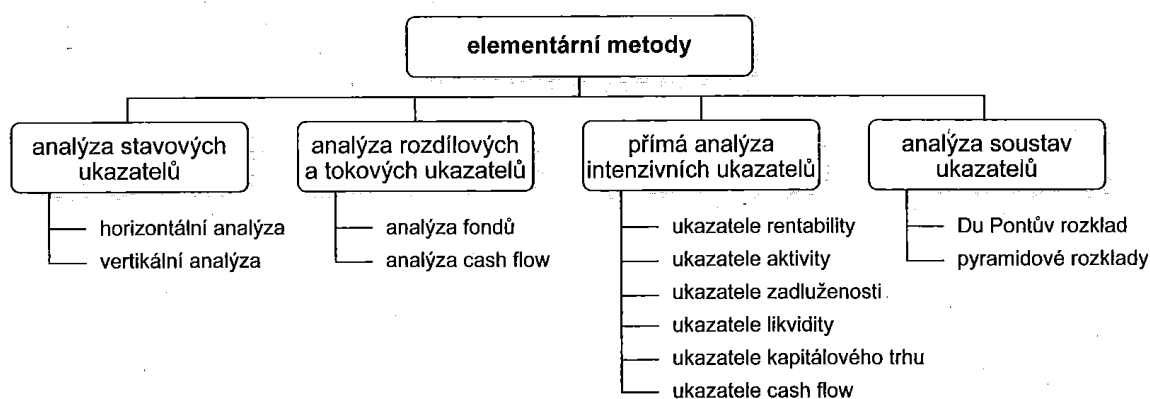 elementární metody
analýza stavových
ukazatelů
horizontální analýza
vertikální analýza
analýza rozdílových
a tokových ukazatelů
analýza fondů
analýza cash flow
přímá analýza
intenzivních ukazatelů
ukazatele rentability
ukazatele aktivity
ukazatele zadluženosti
ukazatele likvidity
ukazatele kapitálového trhu
ukazatele cash flow
analýza soustav
ukazatelů
Du Pontův rozklad
pyramidové rozklady